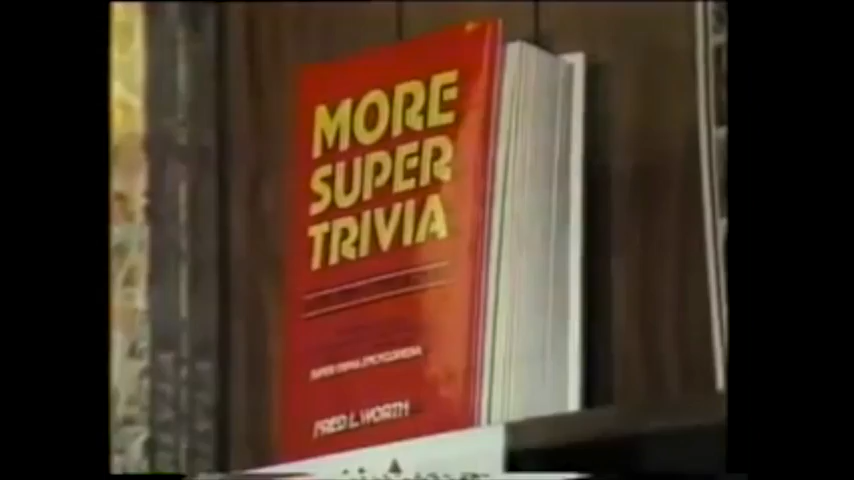 MORE
SUPER
TRIVIA
SUPER TRIVIA ENCYCLOPEDIA
FRED L. WORTH